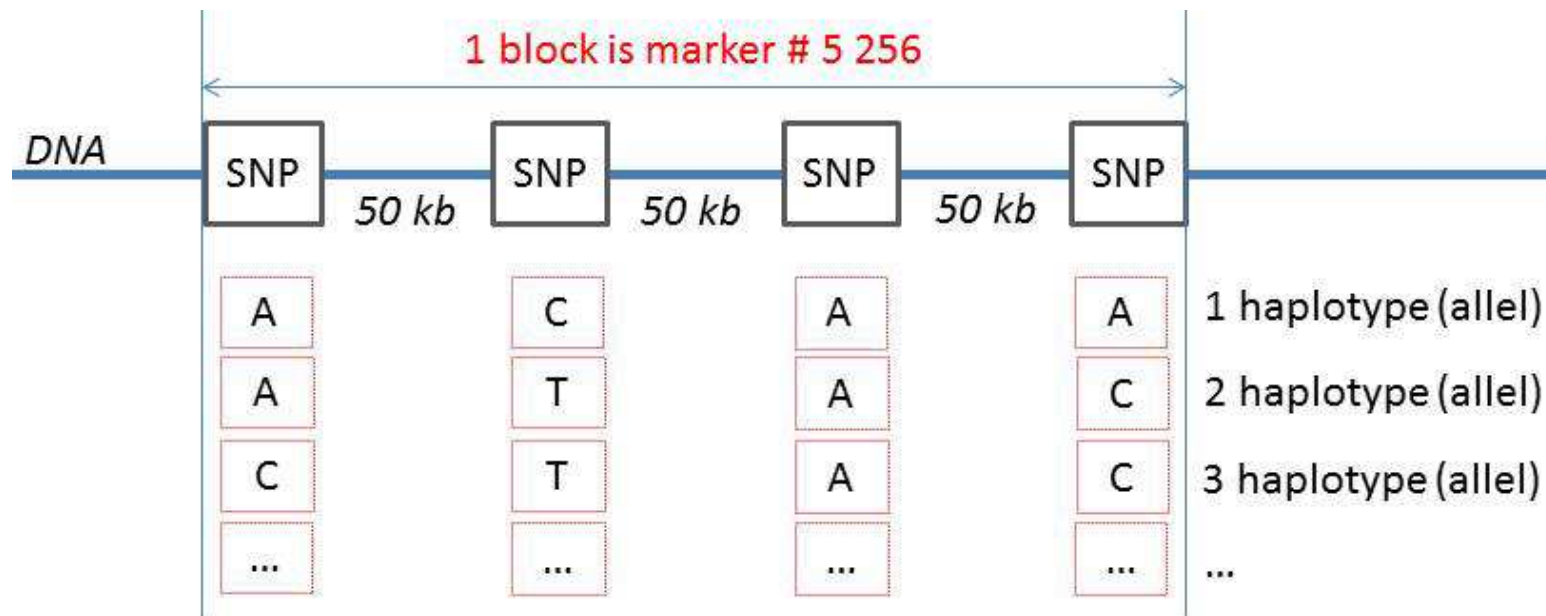 1 block is marker # 5 256
DNA
SNP SNP SNP SNP
50 kb 50 kb 50 kb
A C A A 1 haplotype (allel)
A T A C 2 haplotype (allel)
C T A C 3 haplotype (allel)
... ... ... ... ...